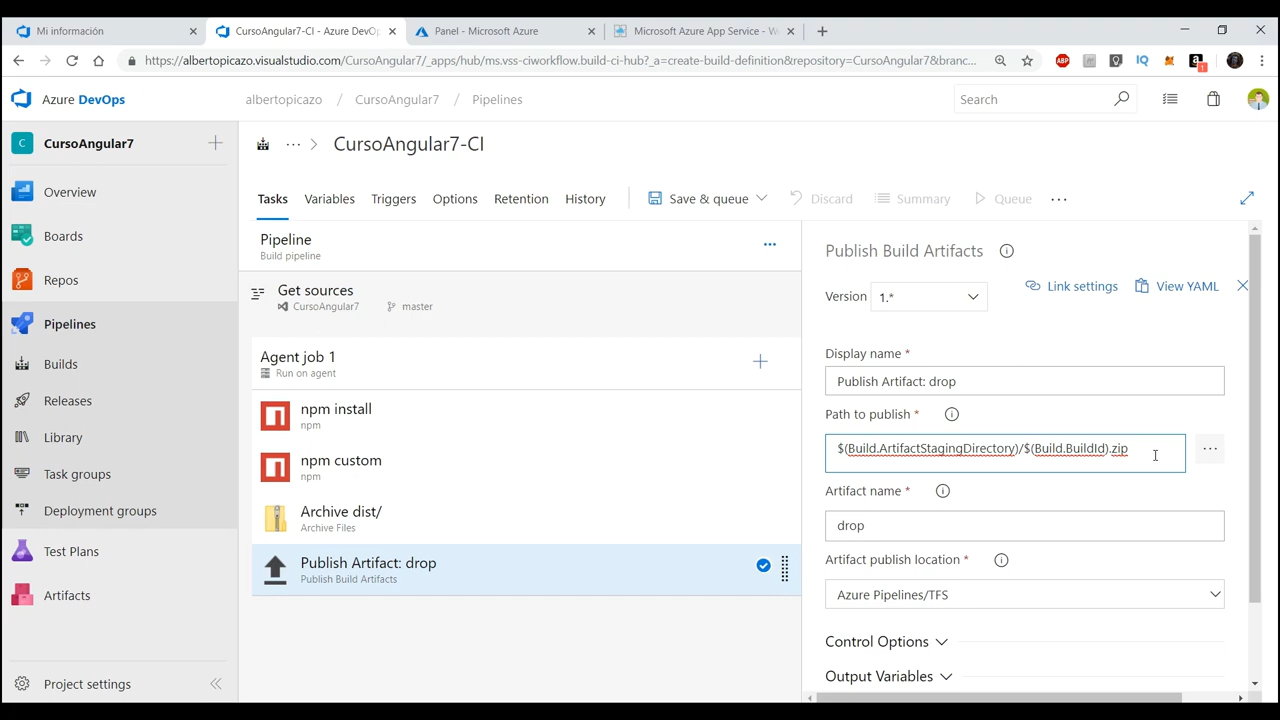 Mi información
CursoAngular7-CI - Azure DevOp
Panel - Microsoft Azure
Microsoft Azure App Service - W
https://albertopicazo.visualstudio.com/CursoAngular7/_apps/hub/ms.vss-ciworkflow.build-ci-hub?_a=create-build-definition&repository=CursoAngular7&branc...
ABP
IQ
1
Azure DevOps
albertopicazo / CursoAngular7 / Pipelines
Search
C CursoAngular7
Overview
Boards
Repos
Pipelines
Builds
Releases
Library
Task groups
Deployment groups
Test Plans
Artifacts
Project settings
... > CursoAngular7-CI
Tasks Variables Triggers Options Retention History Save & queue Discard Summary Queue ...
Pipeline
Build pipeline
Get sources
CursoAngular7 master
Agent job 1
Run on agent
npm install
npm
npm custom
npm
Archive dist/
Archive Files
Publish Artifact: drop
Publish Build Artifacts
Publish Build Artifacts
Link settings View YAML
Version 1.*
Display name *
Publish Artifact: drop
Path to publish *
$(Build.ArtifactStagingDirectory)/$(Build.BuildId).zip
Artifact name *
drop
Artifact publish location *
Azure Pipelines/TFS
Control Options
Output Variables